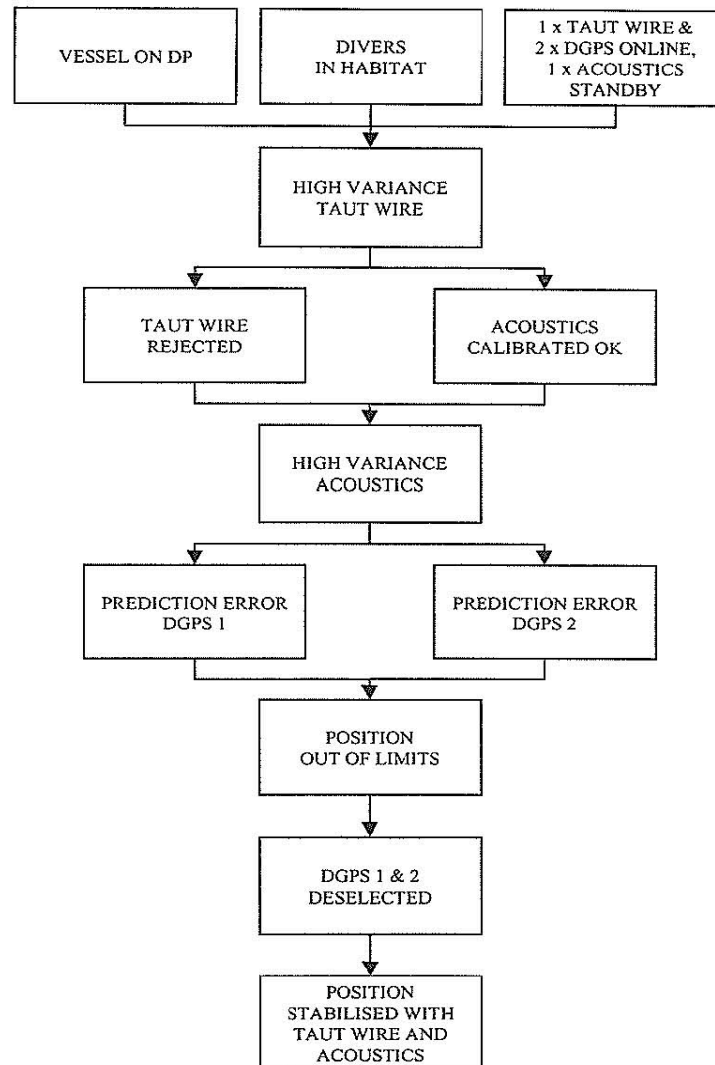 VESSEL ON DP
DIVERS
IN HABITAT
1 x TAUT WIRE &
2 x DGPS ONLINE,
1 x ACOUSTICS
STANDBY
HIGH VARIANCE
TAUT WIRE
TAUT WIRE
REJECTED
ACOUSTICS
CALIBRATED OK
HIGH VARIANCE
ACOUSTICS
PREDICTION ERROR
DGPS 1
PREDICTION ERROR
DGPS 2
POSITION
OUT OF LIMITS
DGPS 1 & 2
DESELECTED
POSITION
STABILISED WITH
TAUT WIRE AND
ACOUSTICS